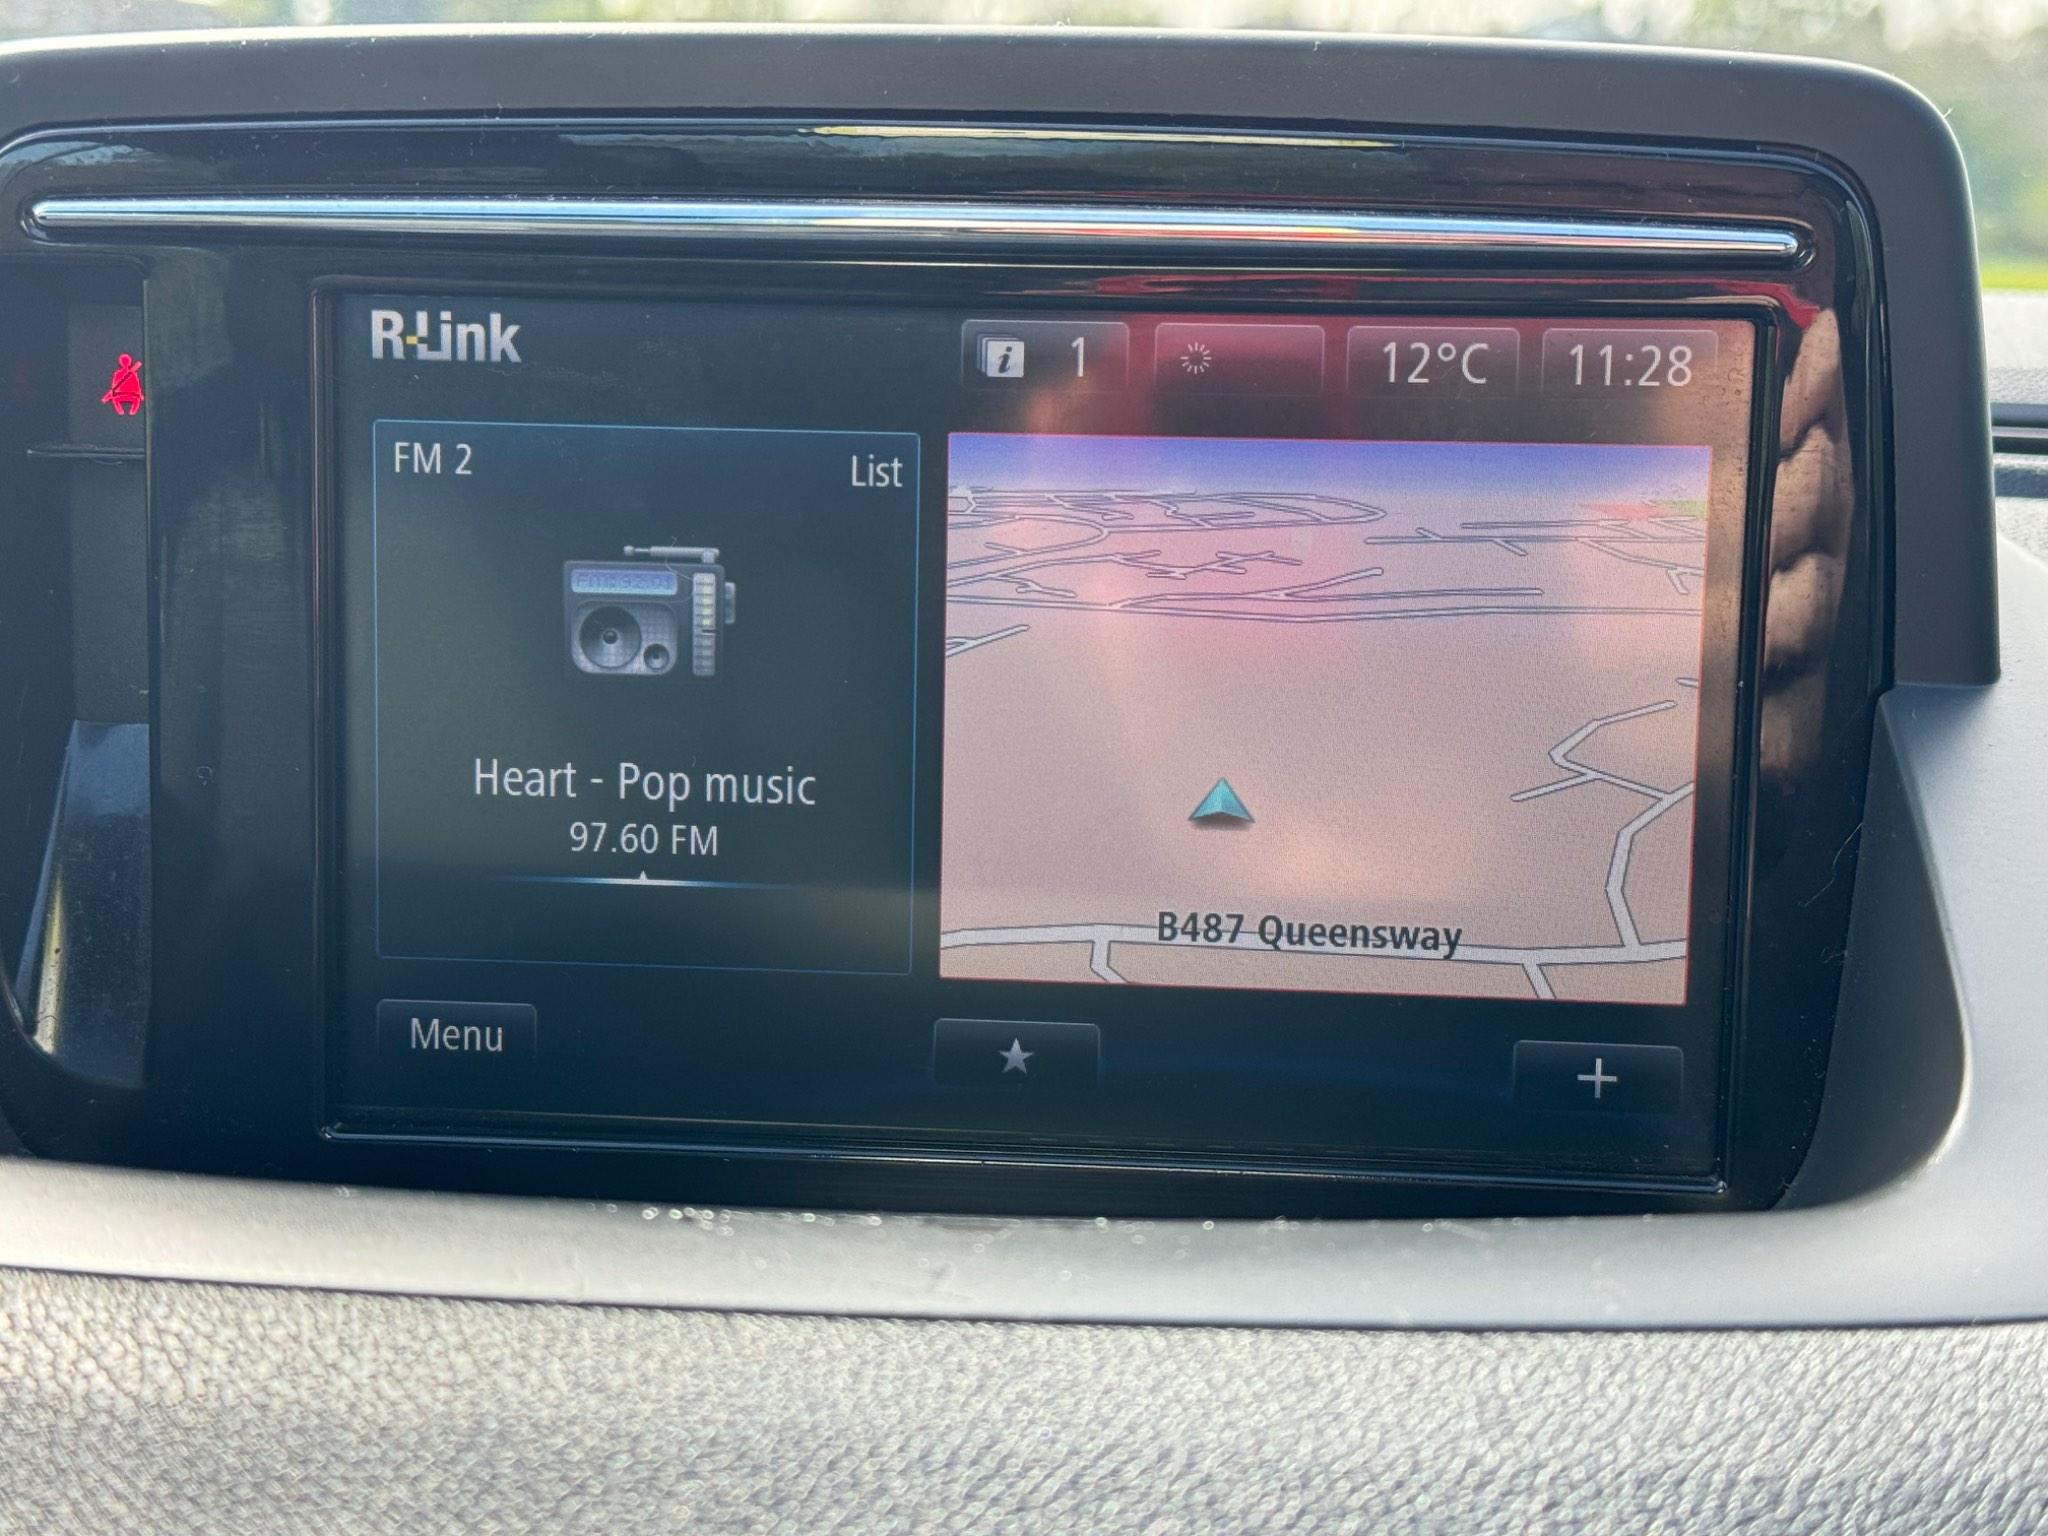 R-Link
i 1
12°C
11:28
FM 2
List
Heart - Pop music
97.60 FM
B487 Queensway
Menu